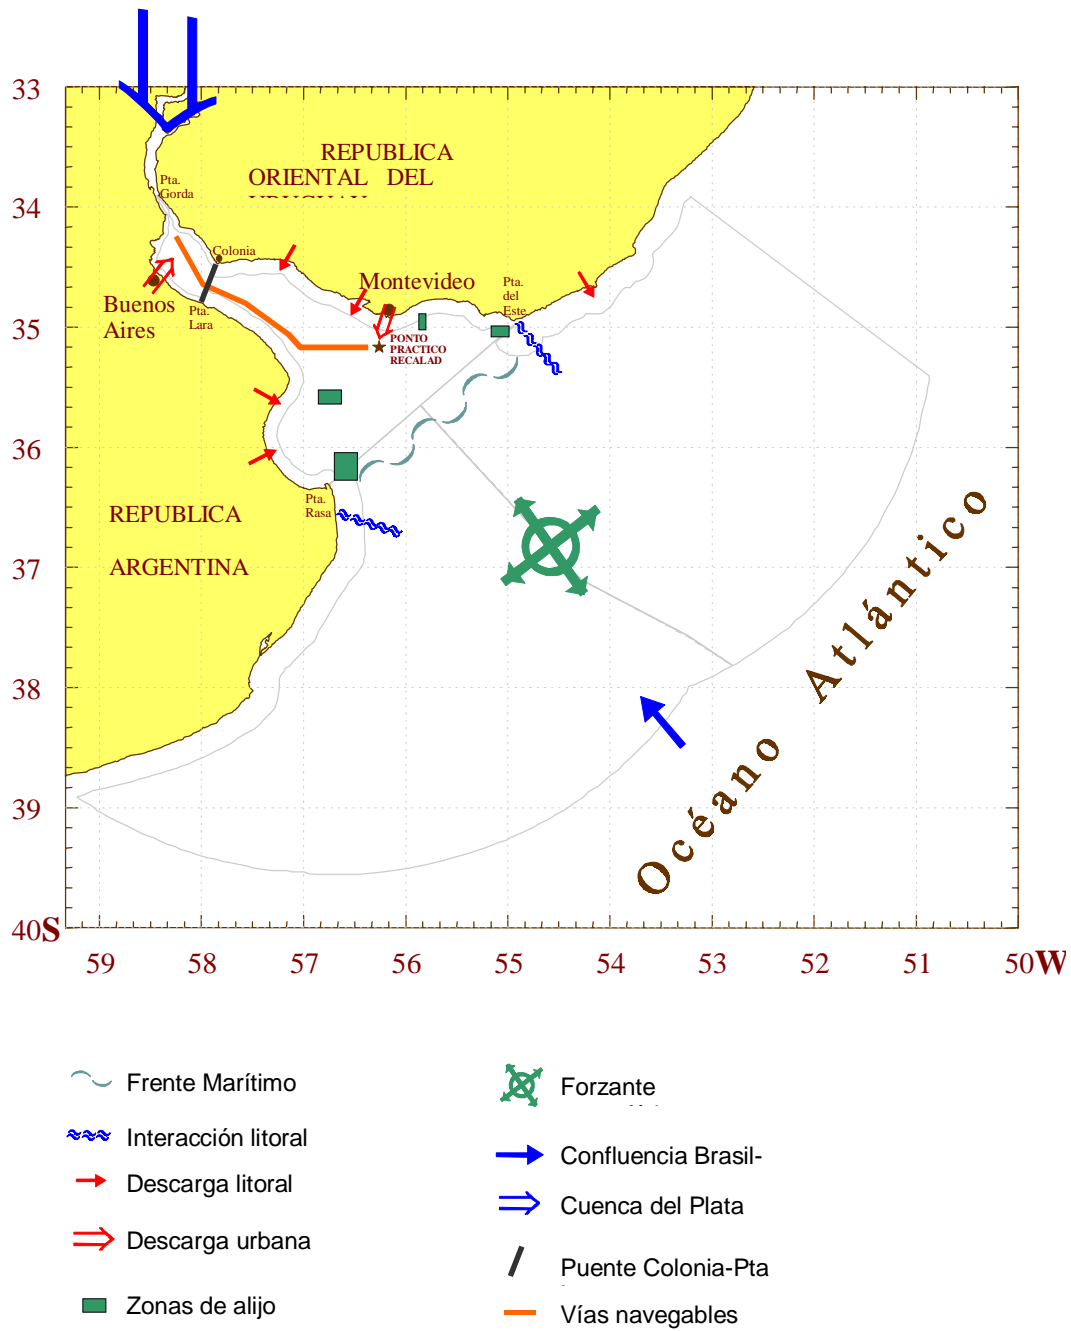 33
34
35
36
37
38
39
40S
59
58
57
56
55
54
53
52
51
50W
REPUBLICA
ORIENTAL DEL
Pta.
Gorda
Colonia
Montevideo
Pta.
del
Este
Buenos
Aires
Pta.
Lara
PONTO
PRACTICO
RECALAD
Pta.
Rasa
REPUBLICA
ARGENTINA
Océano Atlántico
Frente Marítimo
Interacción litoral
Descarga litoral
Descarga urbana
Zonas de alijo
Forzante
Confluencia Brasil-
Cuenca del Plata
Puente Colonia-Pta
Vías navegables